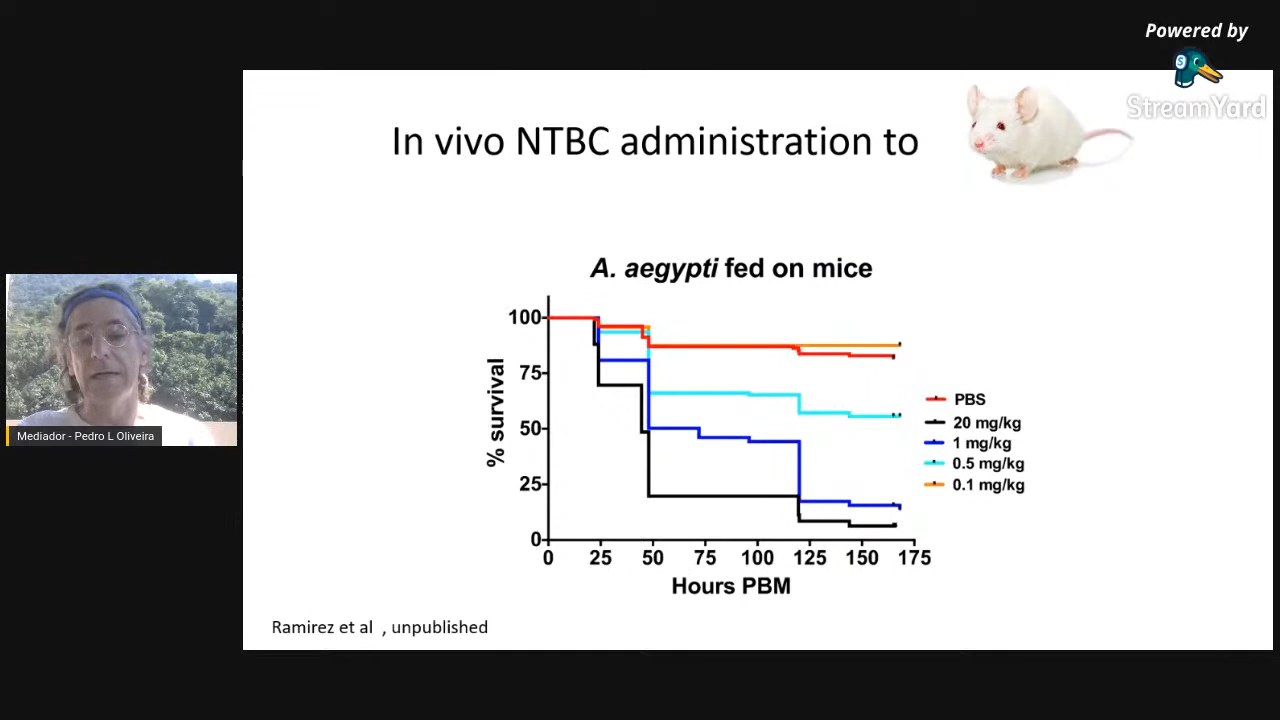 Powered by
StreamYard
In vivo NTBC administration to
A. aegypti fed on mice
100
75
50
25
0
% survival
0 25 50 75 100 125 150 175
Hours PBM
PBS
20 mg/kg
1 mg/kg
0.5 mg/kg
0.1 mg/kg
Mediador - Pedro L Oliveira
Ramirez et al , unpublished